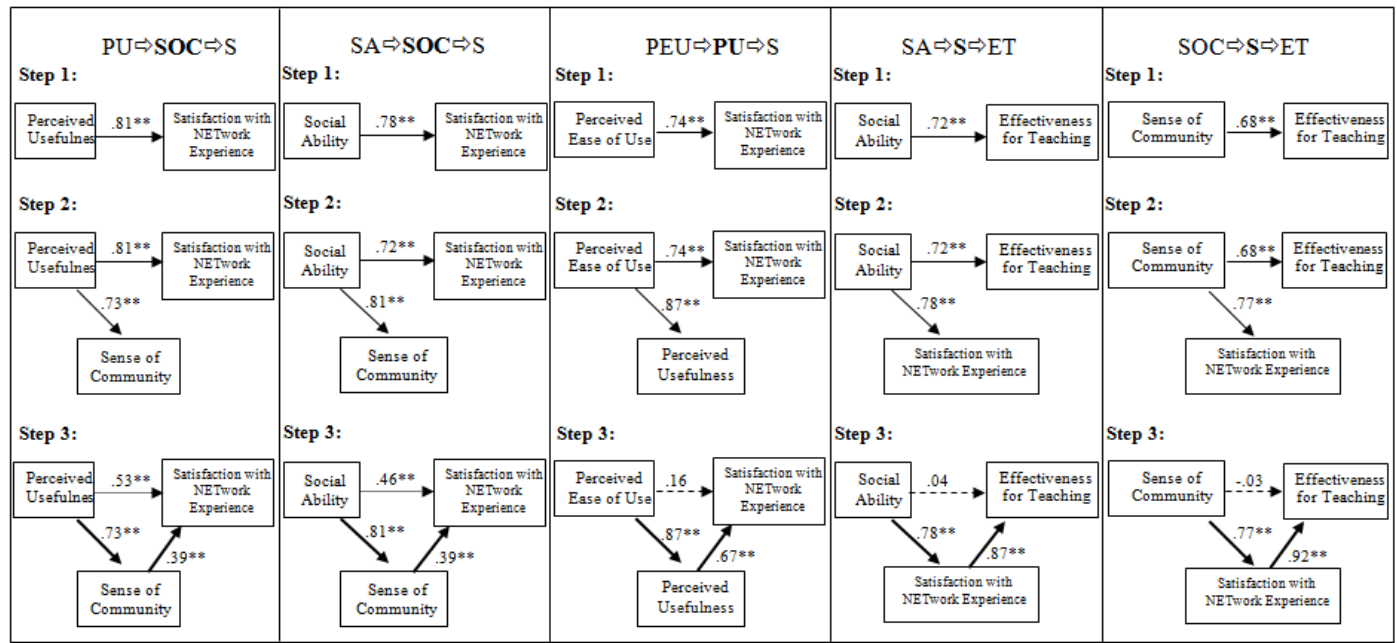 PU⇨SOC⇨S
Step 1:
Perceived
Usefulnes
.81**
Satisfaction with
NETwork
Experience
Step 2:
Perceived
Usefulnes
.81**
Satisfaction with
NETwork
Experience
.73**
Sense of
Community
Step 3:
Perceived
Usefulnes
.53**
Satisfaction with
NETwork
Experience
.73**
.39**
Sense of
Community
SA⇨SOC⇨S
Step 1:
Social
Ability
.78**
Satisfaction with
NETwork
Experience
Step 2:
Social
Ability
.72**
Satisfaction with
NETwork
Experience
.81**
Sense of
Community
Step 3:
Social
Ability
.46**
Satisfaction with
NETwork
Experience
.81**
.39**
Sense of
Community
PEU⇨PU⇨S
Step 1:
Perceived
Ease of Use
.74**
Satisfaction with
NETwork
Experience
Step 2:
Perceived
Ease of Use
.74**
Satisfaction with
NETwork
Experience
.87**
Perceived
Usefulness
Step 3:
Perceived
Ease of Use
.16
Satisfaction with
NETwork
Experience
.87**
.67**
Perceived
Usefulness
SA⇨S⇨ET
Step 1:
Social
Ability
.72**
Effectiveness
for Teaching
Step 2:
Social
Ability
.72**
Effectiveness
for Teaching
.78**
Satisfaction with
NETwork Experience
Step 3:
Social
Ability
.04
Effectiveness
for Teaching
.78**
.87**
Satisfaction with
NETwork Experience
SOC⇨S⇨ET
Step 1:
Sense of
Community
.68**
Effectiveness
for Teaching
Step 2:
Sense of
Community
.68**
Effectiveness
for Teaching
.77**
Satisfaction with
NETwork Experience
Step 3:
Sense of
Community
-.03
Effectiveness
for Teaching
.77**
.92**
Satisfaction with
NETwork Experience